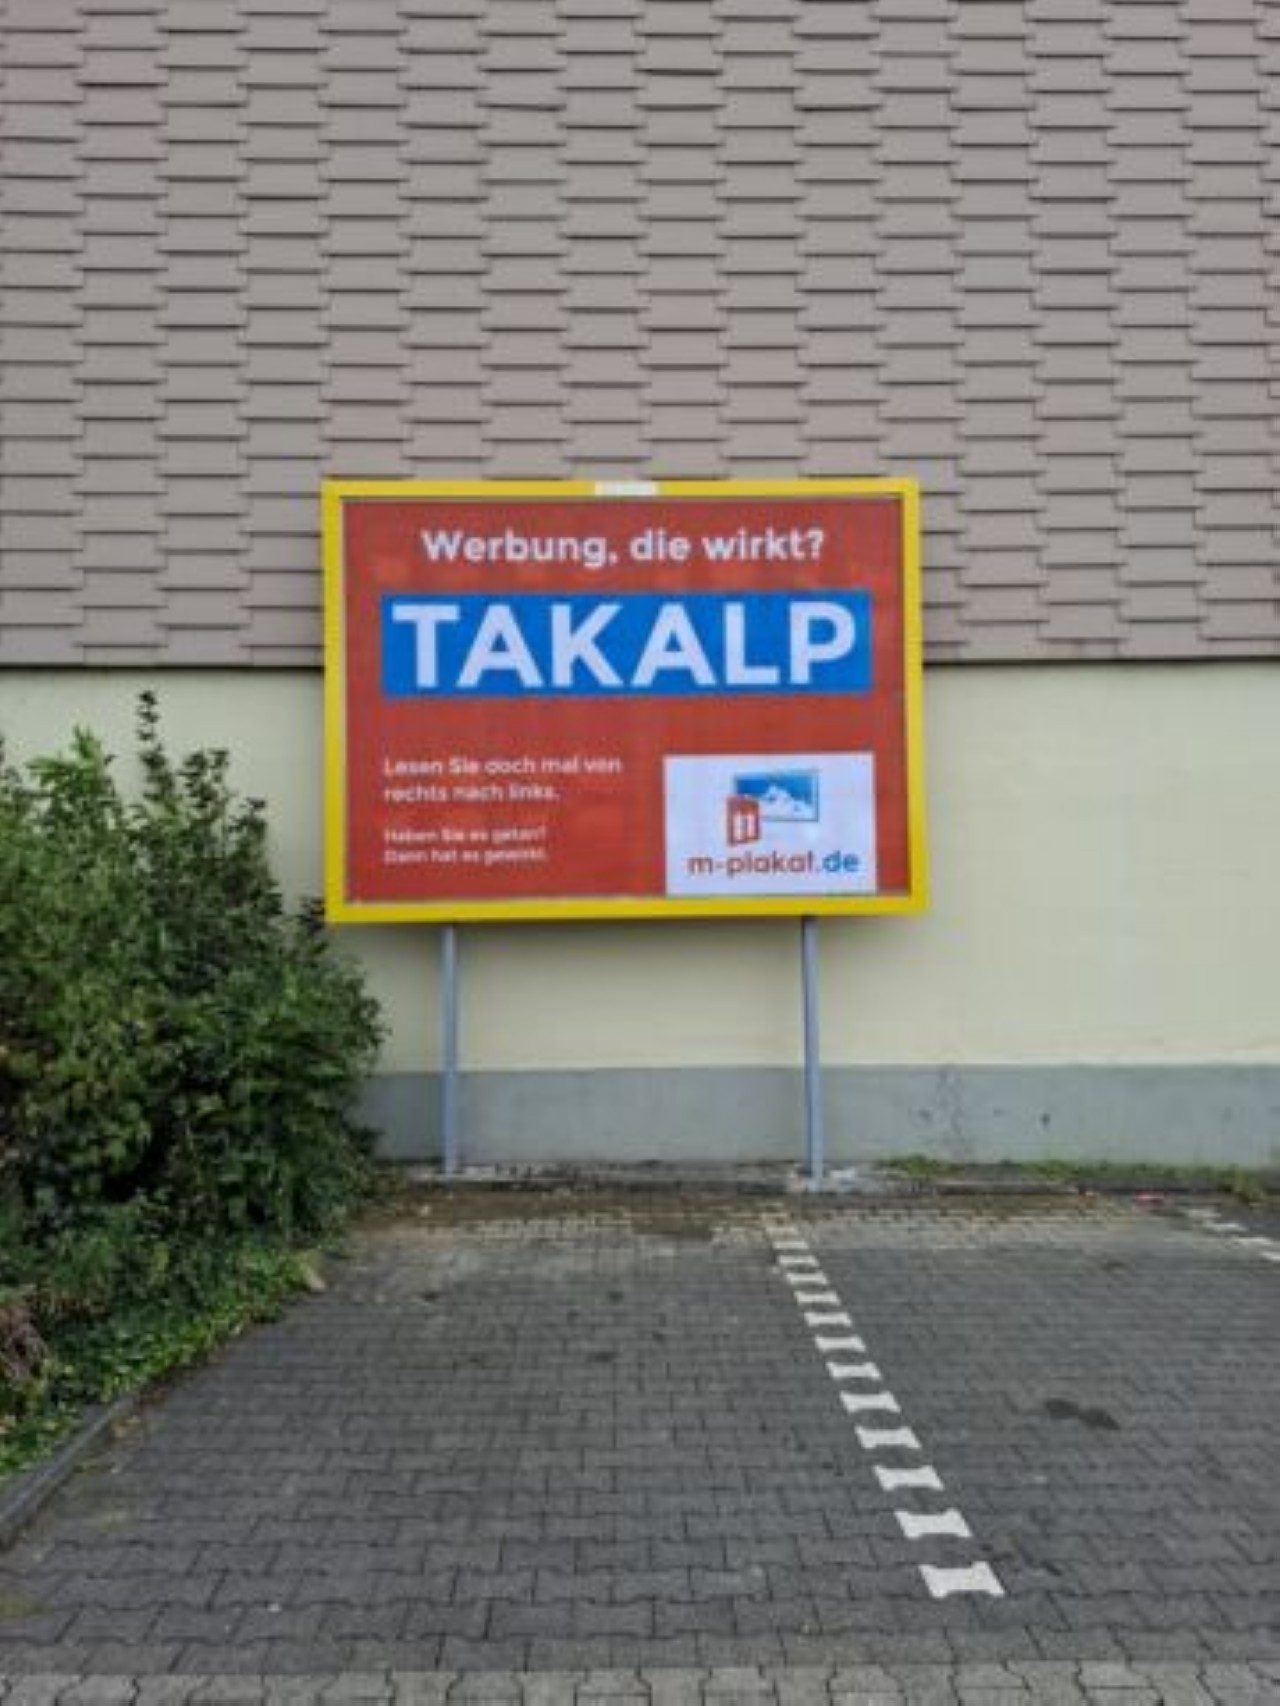 Werbung, die wirkt?
TAKALP
Lesen Sie doch mal von
rechts nach links.
Haben Sie es getan?
Dann hat es gewirkt.
m-plakat.de